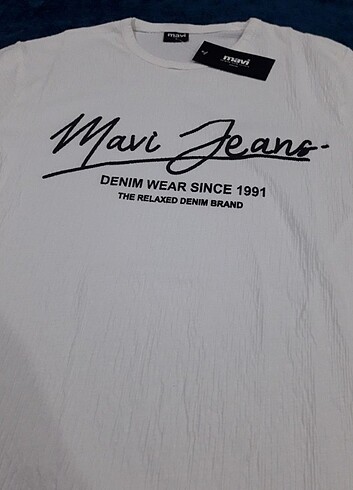 mavi
mavi
Mavi Jeans
DENIM WEAR SINCE 1991
THE RELAXED DENIM BRAND